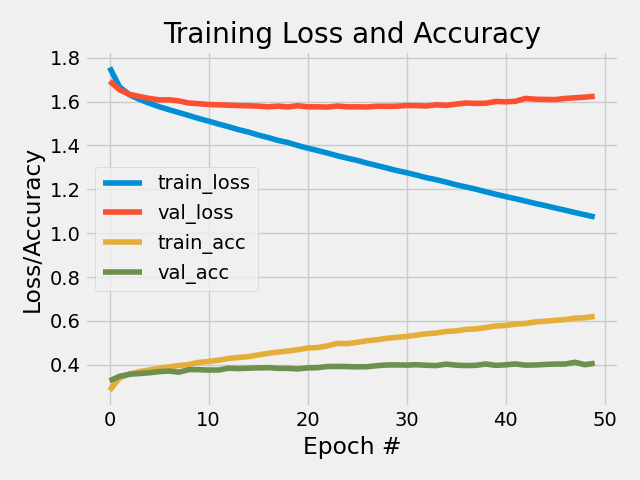 Training Loss and Accuracy
1.8
1.6
1.4
1.2
1.0
0.8
0.6
0.4
Loss/Accuracy
train_loss
val_loss
train_acc
val_acc
0 10 20 30 40 50
Epoch #